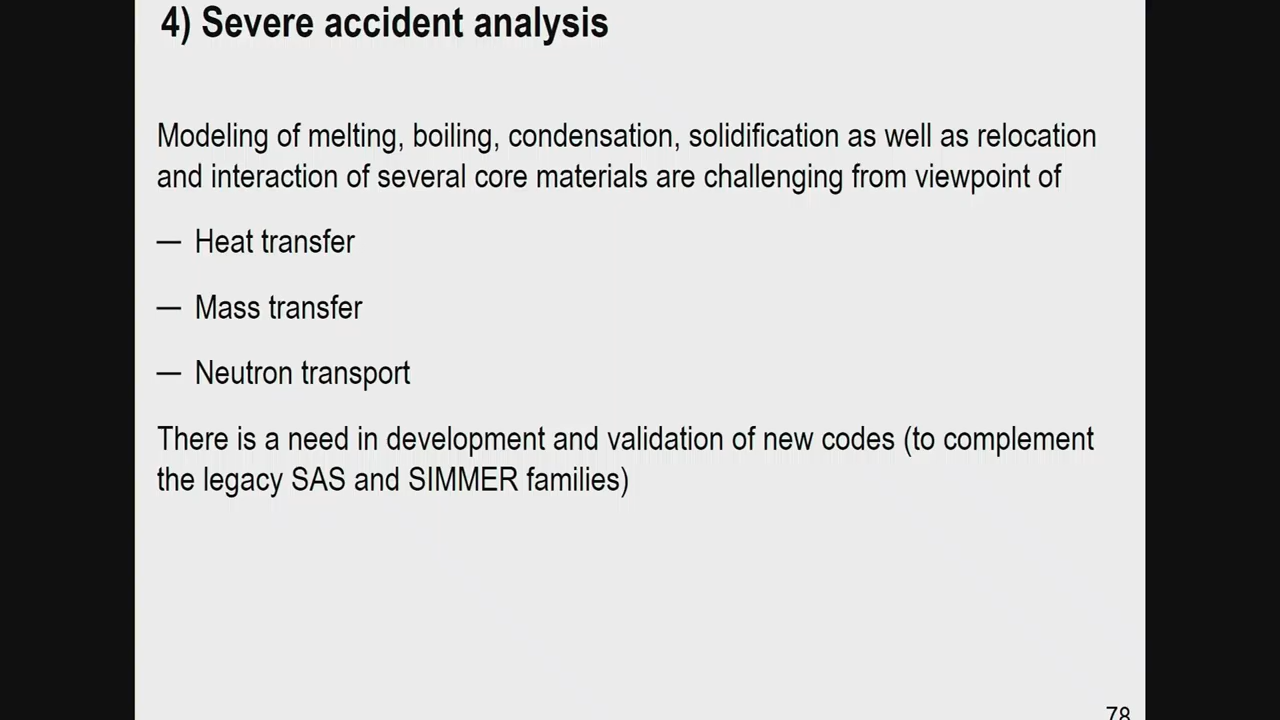 4) Severe accident analysis
Modeling of melting, boiling, condensation, solidification as well as relocation
and interaction of several core materials are challenging from viewpoint of
— Heat transfer
— Mass transfer
— Neutron transport
There is a need in development and validation of new codes (to complement
the legacy SAS and SIMMER families)
78